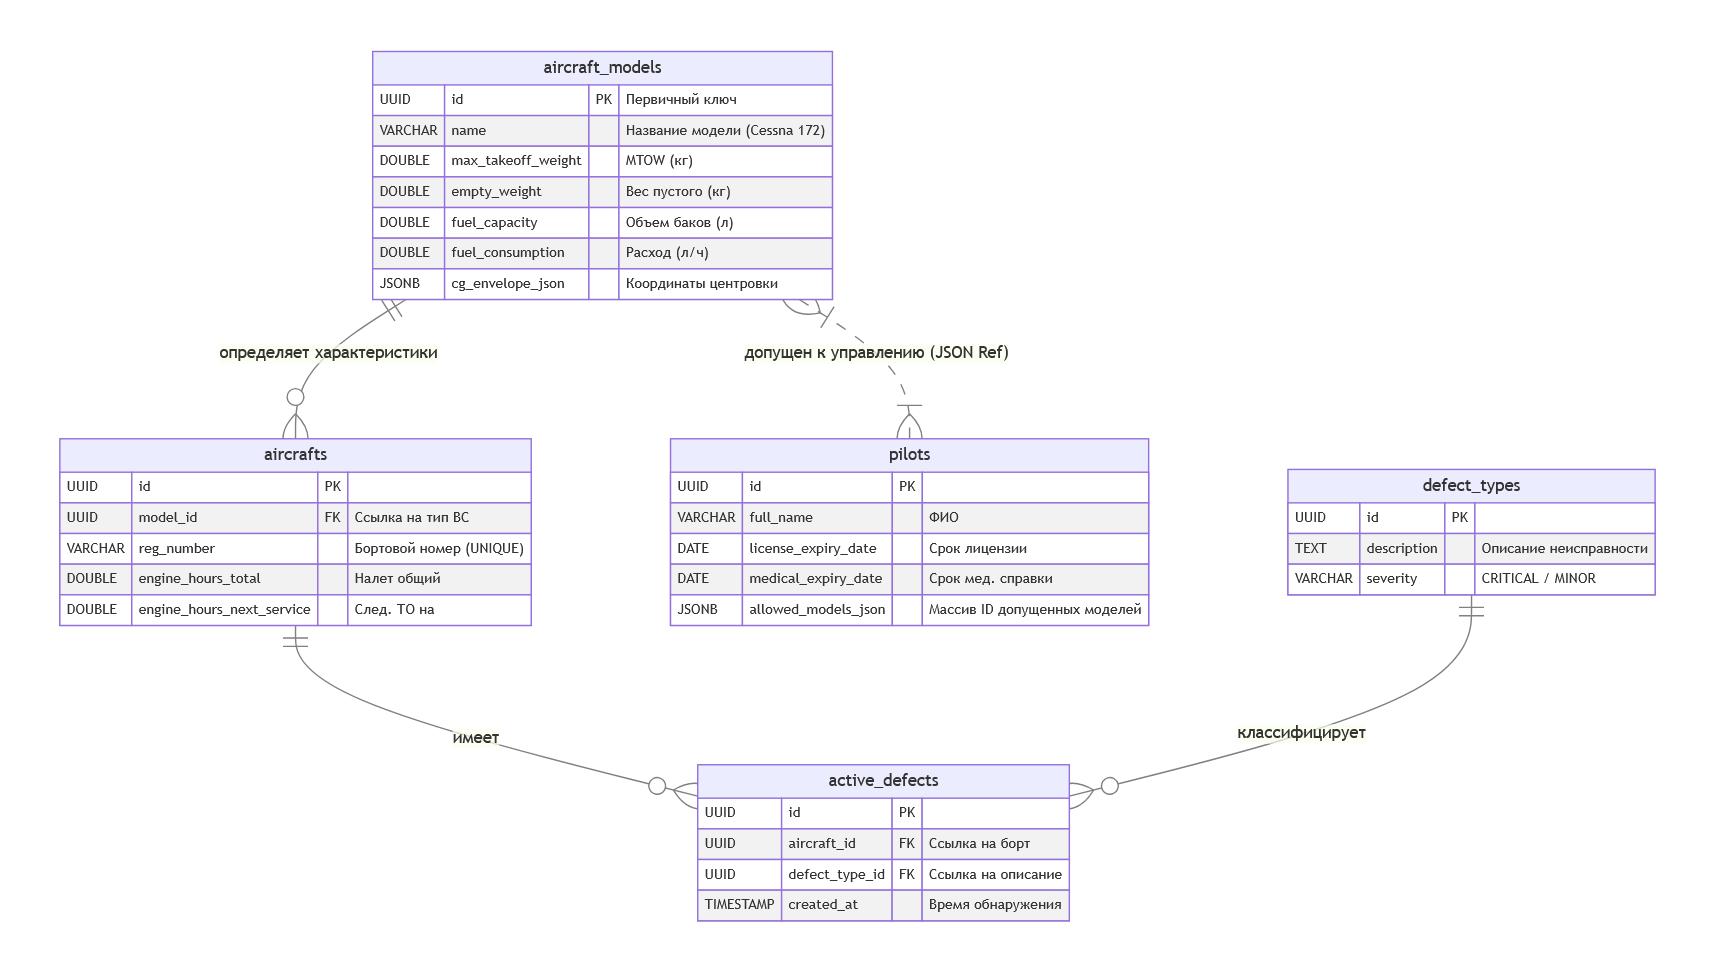 aircraft_models
UUID id PK Первичный ключ
VARCHAR name Название модели (Cessna 172)
DOUBLE max_takeoff_weight MTOW (кг)
DOUBLE empty_weight Вес пустого (кг)
DOUBLE fuel_capacity Объем баков (л)
DOUBLE fuel_consumption Расход (л/ч)
JSONB cg_envelope_json Координаты центровки
определяет характеристики
допущен к управлению (JSON Ref)
aircrafts
UUID id PK
UUID model_id FK Ссылка на тип ВС
VARCHAR reg_number Бортовой номер (UNIQUE)
DOUBLE engine_hours_total Налет общий
DOUBLE engine_hours_next_service След. ТО на
pilots
UUID id PK
VARCHAR full_name ФИО
DATE license_expiry_date Срок лицензии
DATE medical_expiry_date Срок мед. справки
JSONB allowed_models_json Массив ID допущенных моделей
defect_types
UUID id PK
TEXT description Описание неисправности
VARCHAR severity CRITICAL / MINOR
имеет
классифицирует
active_defects
UUID id PK
UUID aircraft_id FK Ссылка на борт
UUID defect_type_id FK Ссылка на описание
TIMESTAMP created_at Время обнаружения